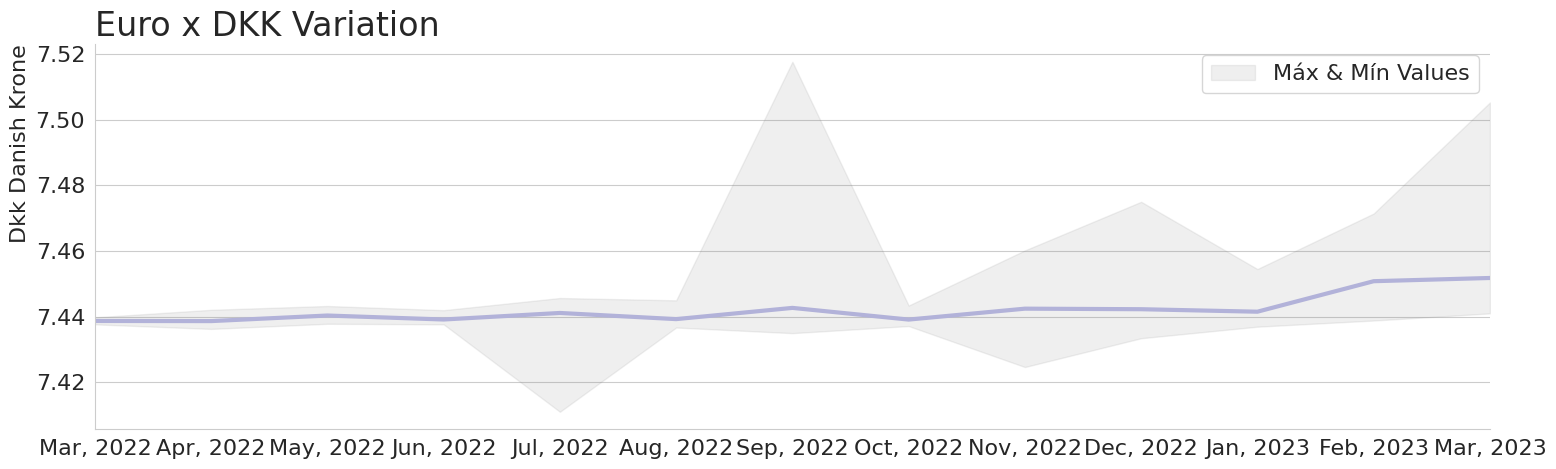 Euro x DKK Variation
Dkk Danish Krone
7.52
7.50
7.48
7.46
7.44
7.42
Máx & Mín Values
Mar, 2022 Apr, 2022 May, 2022 Jun, 2022 Jul, 2022 Aug, 2022 Sep, 2022 Oct, 2022 Nov, 2022 Dec, 2022 Jan, 2023 Feb, 2023 Mar, 2023